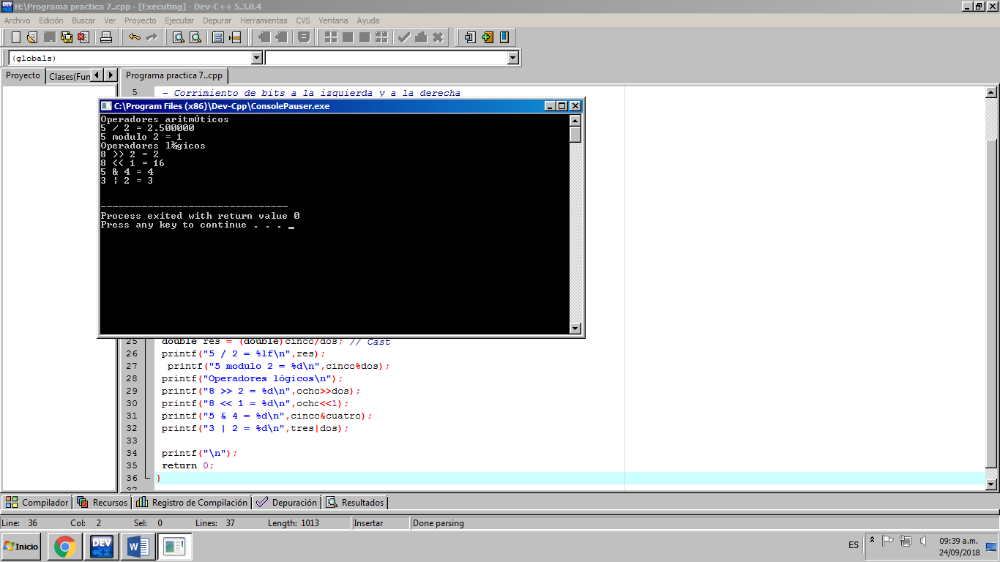 H:\Programa practica 7..cpp - [Executing] - Dev-C++ 5.3.0.4
Archivo Edición Buscar Ver Proyecto Ejecutar Depurar Herramientas CVS Ventana Ayuda
(globals)
Proyecto Clases(Fun
Programa practica 7..cpp
5 - Corrimiento de bits a la izquierda y a la derecha
C:\Program Files (x86)\Dev-Cpp\ConsolePauser.exe
Operadores aritmÚticos
5 / 2 = 2.500000
5 modulo 2 = 1
Operadores l¾gicos
8 >> 2 = 2
8 << 1 = 16
5 & 4 = 4
3 ¦ 2 = 3
--------------------------------
Process exited with return value 0
Press any key to continue . . . _
25 double res = (double)cinco/dos; // Cast
26 printf("5 / 2 = %lf\n",res);
27 printf("5 modulo 2 = %d\n",cinco%dos);
28 printf("Operadores lógicos\n");
29 printf("8 >> 2 = %d\n",ocho>>dos);
30 printf("8 << 1 = %d\n",ocho<<1);
31 printf("5 & 4 = %d\n",cinco&cuatro);
32 printf("3 | 2 = %d\n",tres|dos);
33
34 printf("\n");
35 return 0;
36 }
37
Compilador Recursos Registro de Compilación Depuración Resultados
Line: 36 Col: 2 Sel: 0 Lines: 37 Length: 1013 Insertar Done parsing
Inicio
DEV C++
ES
09:39 a.m.
24/09/2018